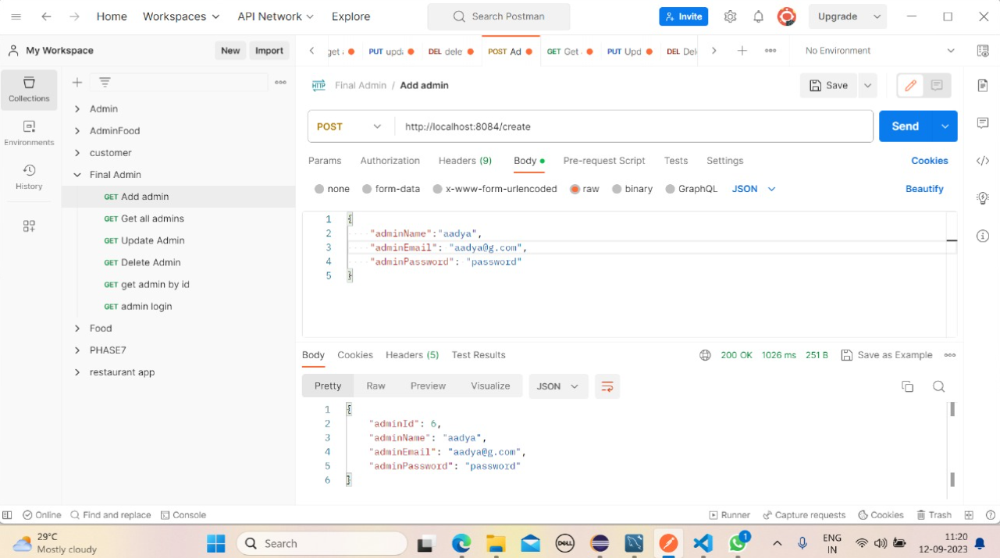 Home Workspaces API Network Explore Search Postman Invite Upgrade
My Workspace New Import
get PUT upd DEL dele POST Ad GET Get PUT Upd DEL Del No Environment
Collections
Environments
History
Admin
AdminFood
customer
Final Admin
GET Add admin
GET Get all admins
GET Update Admin
GET Delete Admin
GET get admin by id
GET admin login
Food
PHASE7
restaurant app
HTTP Final Admin / Add admin Save
POST http://localhost:8084/create Send
Params Authorization Headers (9) Body Pre-request Script Tests Settings Cookies
none form-data x-www-form-urlencoded raw binary GraphQL JSON Beautify
1 {
2 "adminName":"aadya",
3 "adminEmail": "aadya@g.com",
4 "adminPassword": "password"
5 }
Body Cookies Headers (5) Test Results 200 OK 1026 ms 251 B Save as Example
Pretty Raw Preview Visualize JSON
1 {
2 "adminId": 6,
3 "adminName": "aadya",
4 "adminEmail": "aadya@g.com",
5 "adminPassword": "password"
6 }
Online Find and replace Console Runner Capture requests Cookies Trash
29°C
Mostly cloudy
Search
DELL
1
ENG
IN
11:20
12-09-2023